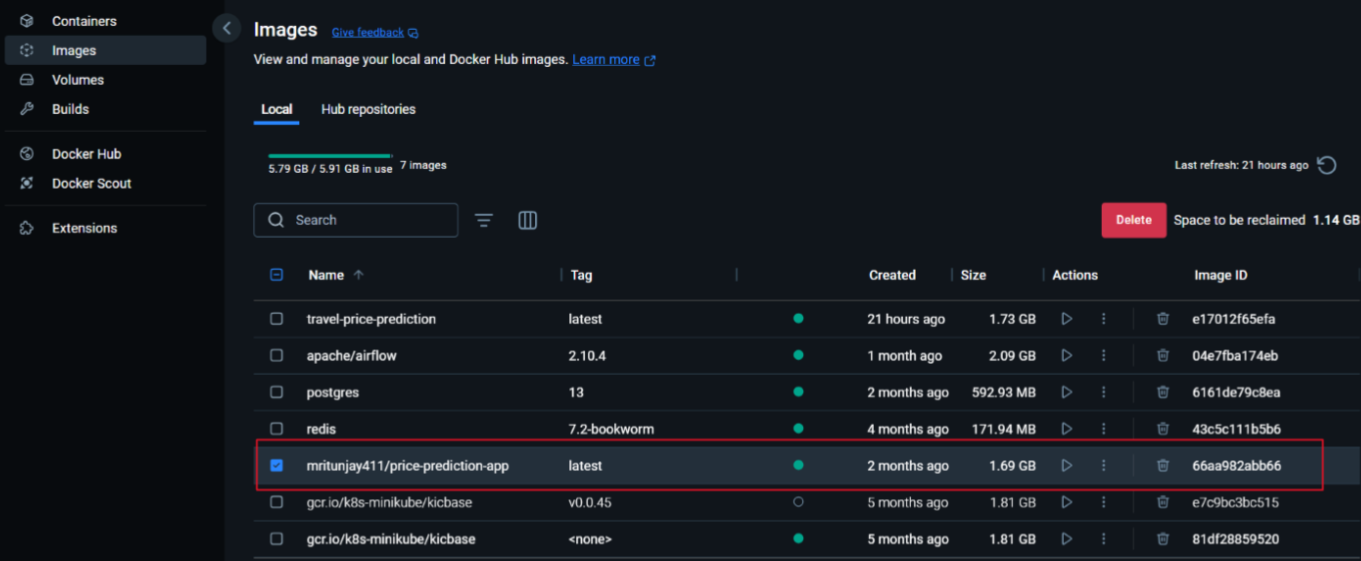 Containers
Images
Volumes
Builds
Docker Hub
Docker Scout
Extensions
Images Give feedback
View and manage your local and Docker Hub images. Learn more
Local Hub repositories
5.79 GB / 5.91 GB in use 7 images Last refresh: 21 hours ago
Search Delete Space to be reclaimed 1.14 GB
Name Tag Created Size Actions Image ID
travel-price-prediction latest 21 hours ago 1.73 GB e17012f65efa
apache/airflow 2.10.4 1 month ago 2.09 GB 04e7fba174eb
postgres 13 2 months ago 592.93 MB 6161de79c8ea
redis 7.2-bookworm 4 months ago 171.94 MB 43c5c111b5b6
mritunjay411/price-prediction-app latest 2 months ago 1.69 GB 66aa982abb66
gcr.io/k8s-minikube/kicbase v0.0.45 5 months ago 1.81 GB e7c9bc3bc515
gcr.io/k8s-minikube/kicbase <none> 5 months ago 1.81 GB 81df28859520